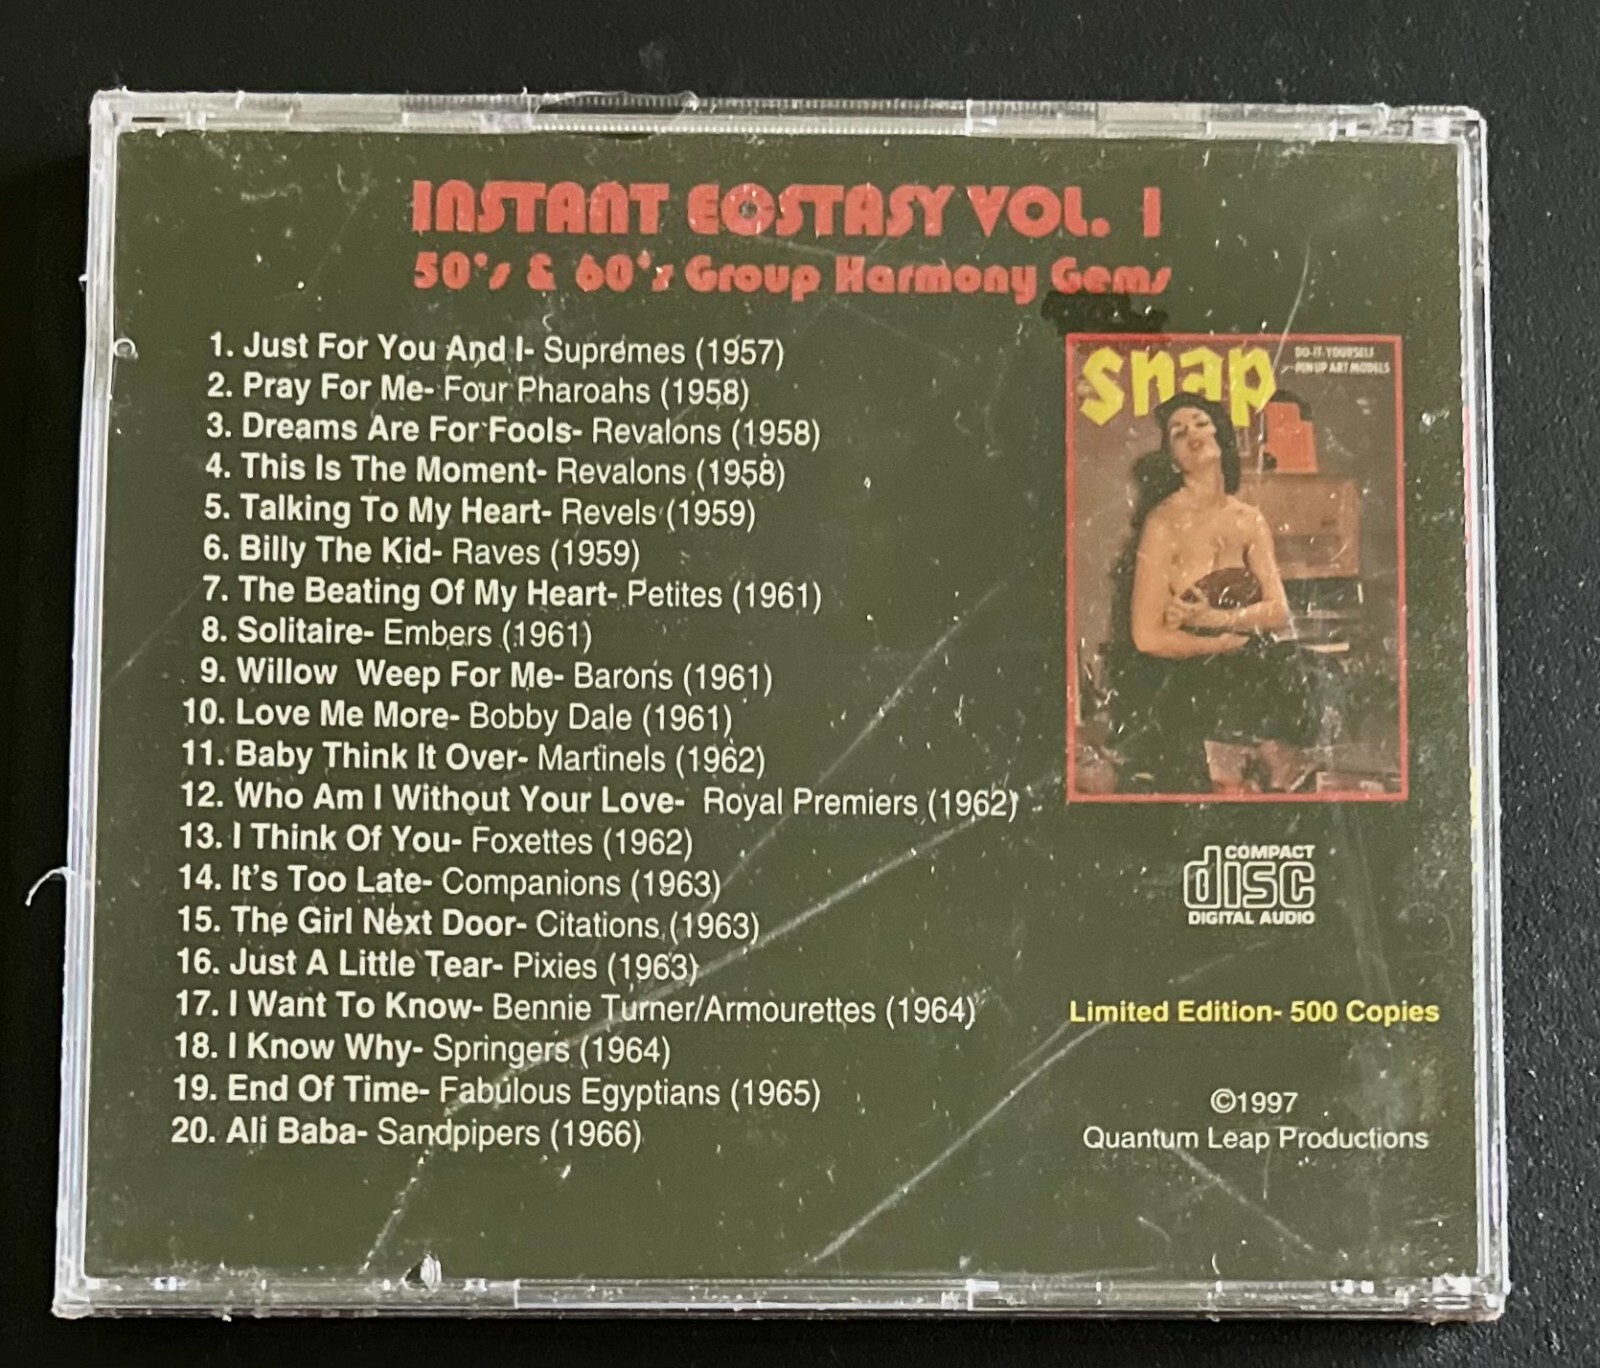 INSTANT ECSTASY VOL. 1
50's & 60's Group Harmony Gems
1. Just For You And I- Supremes (1957)
2. Pray For Me- Four Pharoahs (1958)
3. Dreams Are For Fools- Revalons (1958)
4. This Is The Moment- Revalons (1958)
5. Talking To My Heart- Revels (1959)
6. Billy The Kid- Raves (1959)
7. The Beating Of My Heart- Petites (1961)
8. Solitaire- Embers (1961)
9. Willow  Weep For Me- Barons (1961)
10. Love Me More- Bobby Dale (1961)
11. Baby Think It Over- Martinels (1962)
12. Who Am I Without Your Love-  Royal Premiers (1962)
13. I Think Of You- Foxettes (1962)
14. It's Too Late- Companions (1963)
15. The Girl Next Door- Citations (1963)
16. Just A Little Tear- Pixies (1963)
17. I Want To Know- Bennie Turner/Armourettes (1964)
18. I Know Why- Springers (1964)
19. End Of Time- Fabulous Egyptians (1965)
20. Ali Baba- Sandpipers (1966)
snap
DO-IT-YOURSELF
PIN UP ART MODELS
COMPACT
disc
DIGITAL AUDIO
Limited Edition- 500 Copies
©1997
Quantum Leap Productions